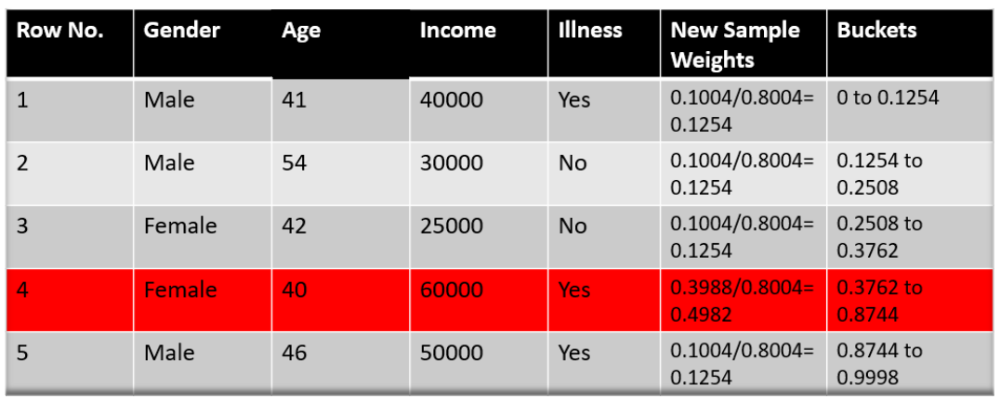 Row No. Gender Age Income Illness New Sample Weights Buckets
1 Male 41 40000 Yes 0.1004/0.8004= 0.1254 0 to 0.1254
2 Male 54 30000 No 0.1004/0.8004= 0.1254 0.1254 to 0.2508
3 Female 42 25000 No 0.1004/0.8004= 0.1254 0.2508 to 0.3762
4 Female 40 60000 Yes 0.3988/0.8004= 0.4982 0.3762 to 0.8744
5 Male 46 50000 Yes 0.1004/0.8004= 0.1254 0.8744 to 0.9998